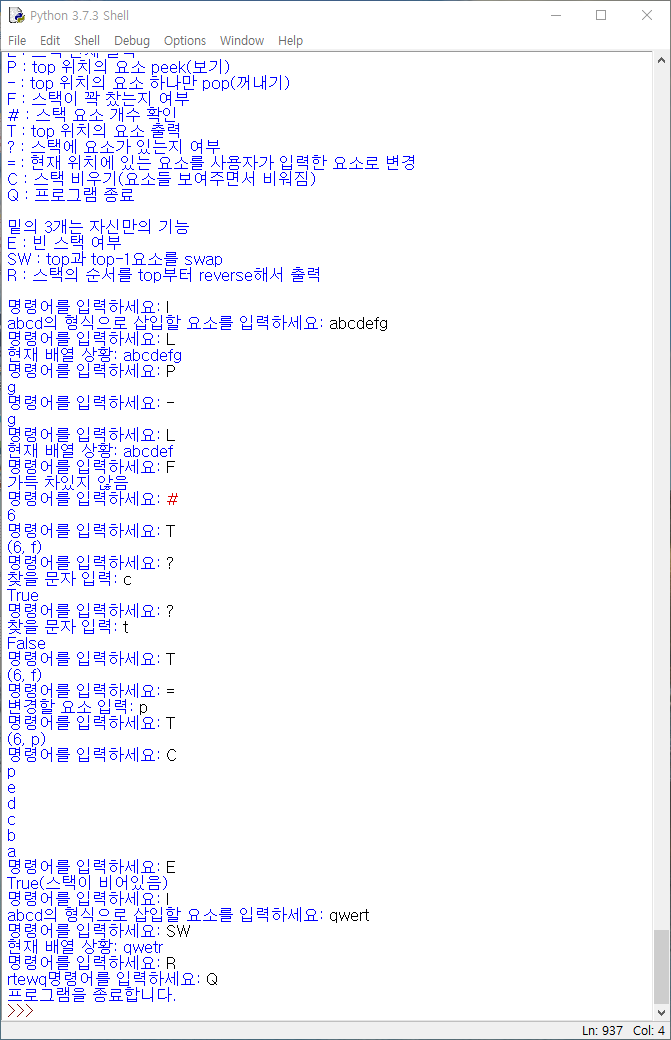 Python 3.7.3 Shell
File Edit Shell Debug Options Window Help
P : top 위치의 요소 peek(보기)
- : top 위치의 요소 하나만 pop(꺼내기)
F : 스택이 꽉 찼는지 여부
# : 스택 요소 개수 확인
T : top 위치의 요소 출력
? : 스택에 요소가 있는지 여부
= : 현재 위치에 있는 요소를 사용자가 입력한 요소로 변경
C : 스택 비우기(요소들 보여주면서 비워짐)
Q : 프로그램 종료
밑의 3개는 자신만의 기능
E : 빈 스택 여부
SW : top과 top-1요소를 swap
R : 스택의 순서를 top부터 reverse해서 출력
명령어를 입력하세요: I
abcd의 형식으로 삽입할 요소를 입력하세요: abcdefg
명령어를 입력하세요: L
현재 배열 상황: abcdefg
명령어를 입력하세요: P
g
명령어를 입력하세요: -
g
명령어를 입력하세요: L
현재 배열 상황: abcdef
명령어를 입력하세요: F
가득 차있지 않음
명령어를 입력하세요: #
6
명령어를 입력하세요: T
(6, f)
명령어를 입력하세요: ?
찾을 문자 입력: c
True
명령어를 입력하세요: ?
찾을 문자 입력: t
False
명령어를 입력하세요: T
(6, f)
명령어를 입력하세요: =
변경할 요소 입력: p
명령어를 입력하세요: T
(6, p)
명령어를 입력하세요: C
p
e
d
c
b
a
명령어를 입력하세요: E
True(스택이 비어있음)
명령어를 입력하세요: I
abcd의 형식으로 삽입할 요소를 입력하세요: qwert
명령어를 입력하세요: SW
현재 배열 상황: qwetr
명령어를 입력하세요: R
rtewq명령어를 입력하세요: Q
프로그램을 종료합니다.
>>>
Ln: 937 Col: 4